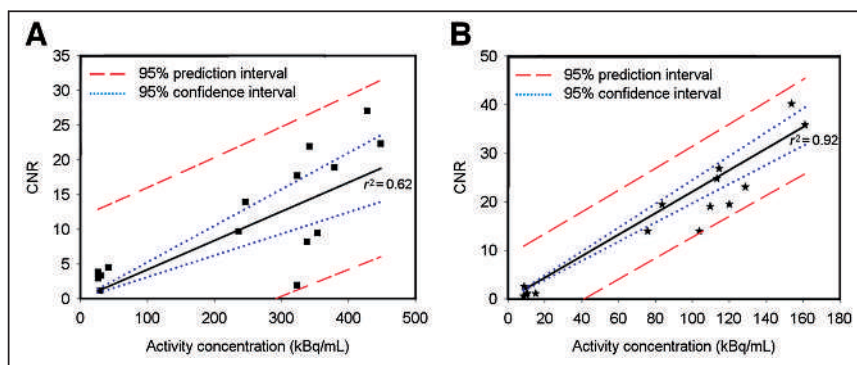 A
35
30
25
20
15
10
5
0
CNR
95% prediction interval
95% confidence interval
r²=0.62
0 100 200 300 400 500
Activity concentration (kBq/mL)
B
50
40
30
20
10
0
CNR
95% prediction interval
95% confidence interval
r²=0.92
0 20 40 60 80 100 120 140 160 180
Activity concentration (kBq/mL)